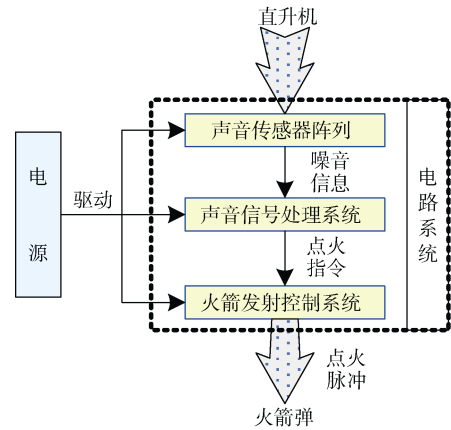 直升机
声音传感器阵列
噪音
信息
电
源
驱动
声音信号处理系统
点火
指令
火箭发射控制系统
电
路
系
统
点火
脉冲
火箭弹